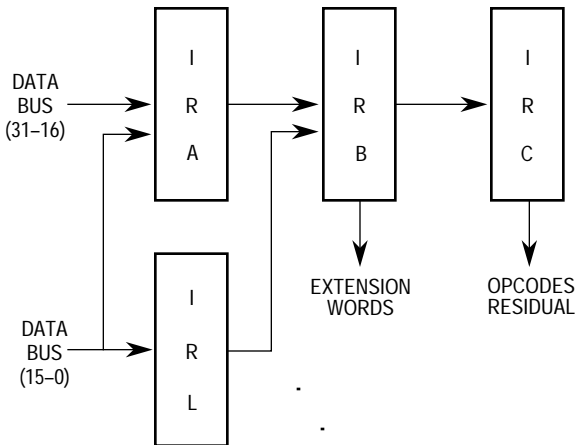 DATA
BUS
(31–16)
I
R
A
I
R
B
I
R
C
EXTENSION
WORDS
OPCODES
RESIDUAL
DATA
BUS
(15–0)
I
R
L